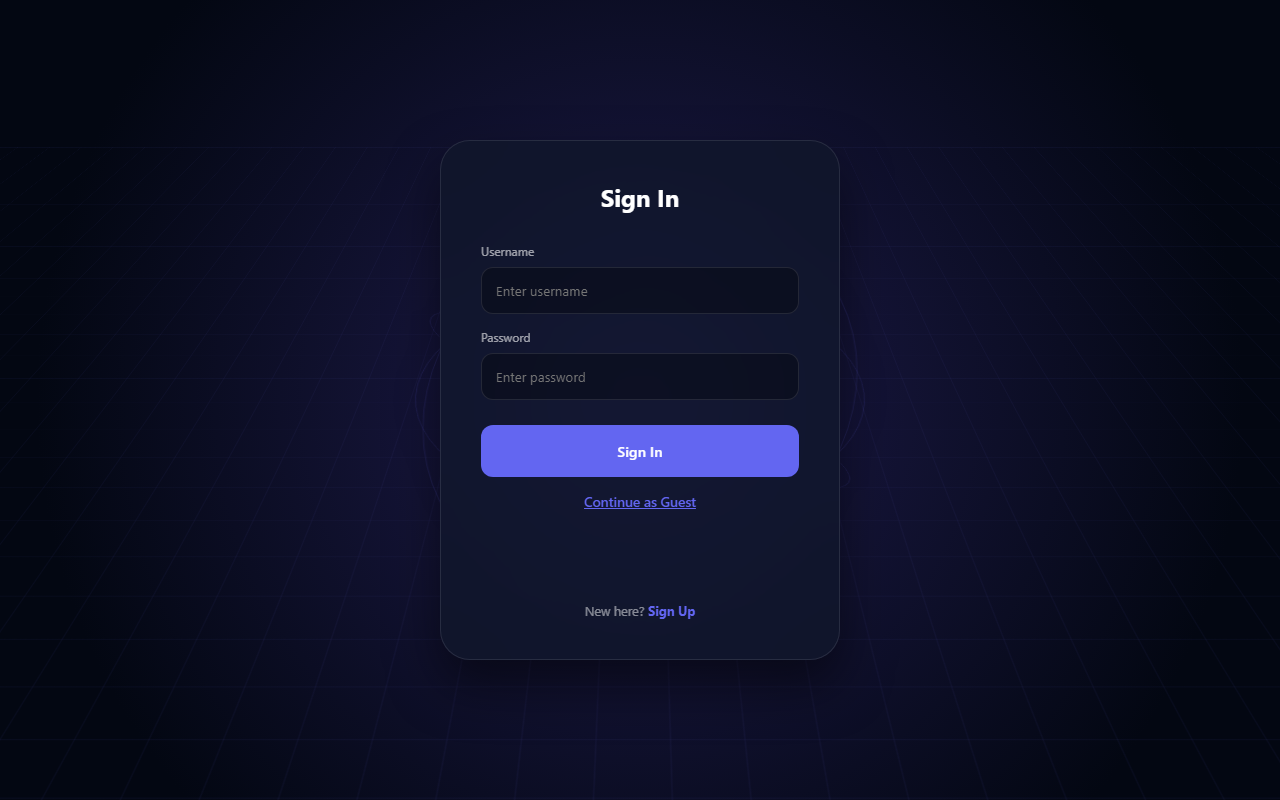 Sign In
Username
Enter username
Password
Enter password
Sign In
Continue as Guest
New here? Sign Up